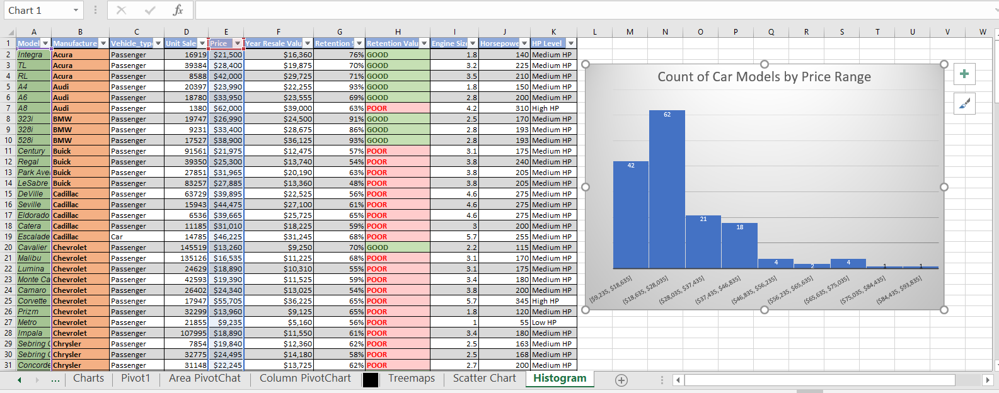 Chart 1
fx
A B C D E F G H I J K L M N O P Q R S T U V W
1 Model Manufacture Vehicle_typ Unit Sale Price Year Resale Valu Retention Retention Valu Engine Size Horsepowe HP Level
2 Integra Acura Passenger 16919 $21,500 $16,360 76% GOOD 1.8 140 Medium HP
3 TL Acura Passenger 39384 $28,400 $19,875 70% GOOD 3.2 225 Medium HP
4 RL Acura Passenger 8588 $42,000 $29,725 71% GOOD 3.5 210 Medium HP
5 A4 Audi Passenger 20397 $23,990 $22,255 93% GOOD 1.8 150 Medium HP
6 A6 Audi Passenger 18780 $33,950 $23,555 69% GOOD 2.8 200 Medium HP
7 A8 Audi Passenger 1380 $62,000 $39,000 63% POOR 4.2 310 High HP
8 323i BMW Passenger 19747 $26,990 $24,500 91% GOOD 2.5 170 Medium HP
9 328i BMW Passenger 9231 $33,400 $28,675 86% GOOD 2.8 193 Medium HP
10 528i BMW Passenger 17527 $38,900 $36,125 93% GOOD 2.8 193 Medium HP
11 Century Buick Passenger 91561 $21,975 $12,475 57% POOR 3.1 175 Medium HP
12 Regal Buick Passenger 39350 $25,300 $13,740 54% POOR 3.8 240 Medium HP
13 Park Ave Buick Passenger 27851 $31,965 $20,190 63% POOR 3.8 205 Medium HP
14 LeSabre Buick Passenger 83257 $27,885 $13,360 48% POOR 3.8 205 Medium HP
15 DeVille Cadillac Passenger 63729 $39,895 $22,525 56% POOR 4.6 275 Medium HP
16 Seville Cadillac Passenger 15943 $44,475 $27,100 61% POOR 4.6 275 Medium HP
17 Eldorado Cadillac Passenger 6536 $39,665 $25,725 65% POOR 4.6 275 Medium HP
18 Catera Cadillac Passenger 11185 $31,010 $18,225 59% POOR 3 200 Medium HP
19 Escalade Cadillac Car 14785 $46,225 $31,245 68% POOR 5.7 255 Medium HP
20 Cavalier Chevrolet Passenger 145519 $13,260 $9,250 70% GOOD 2.2 115 Medium HP
21 Malibu Chevrolet Passenger 135126 $16,535 $11,225 68% POOR 3.1 170 Medium HP
22 Lumina Chevrolet Passenger 24629 $18,890 $10,310 55% POOR 3.1 175 Medium HP
23 Monte Ca Chevrolet Passenger 42593 $19,390 $11,525 59% POOR 3.4 180 Medium HP
24 Camaro Chevrolet Passenger 26402 $24,340 $13,025 54% POOR 3.8 200 Medium HP
25 Corvette Chevrolet Passenger 17947 $55,705 $36,225 65% POOR 5.7 345 High HP
26 Prizm Chevrolet Passenger 32299 $13,960 $9,125 65% POOR 1.8 120 Medium HP
27 Metro Chevrolet Passenger 21855 $9,235 $5,160 56% POOR 1 55 Low HP
28 Impala Chevrolet Passenger 107995 $18,890 $11,550 61% POOR 3.4 180 Medium HP
29 Sebring Chrysler Passenger 7854 $19,840 $12,360 62% POOR 2.5 163 Medium HP
30 Sebring Chrysler Passenger 32775 $24,495 $14,180 58% POOR 2.5 168 Medium HP
31 Concorde Chrysler Passenger 31148 $22,245 $13,725 62% POOR 2.7 200 Medium HP
Count of Car Models by Price Range
42 62 21 18 4 2 4 1 1
[$9,235, $18,635] ($18,635, $28,035] ($28,035, $37,435] ($37,435, $46,835] ($46,835, $56,235] ($56,235, $65,635] ($65,635, $75,035] ($75,035, $84,435] ($84,435, $93,835]
... Charts Pivot1 Area PivotChat Column PivotChart Treemaps Scatter Chart Histogram